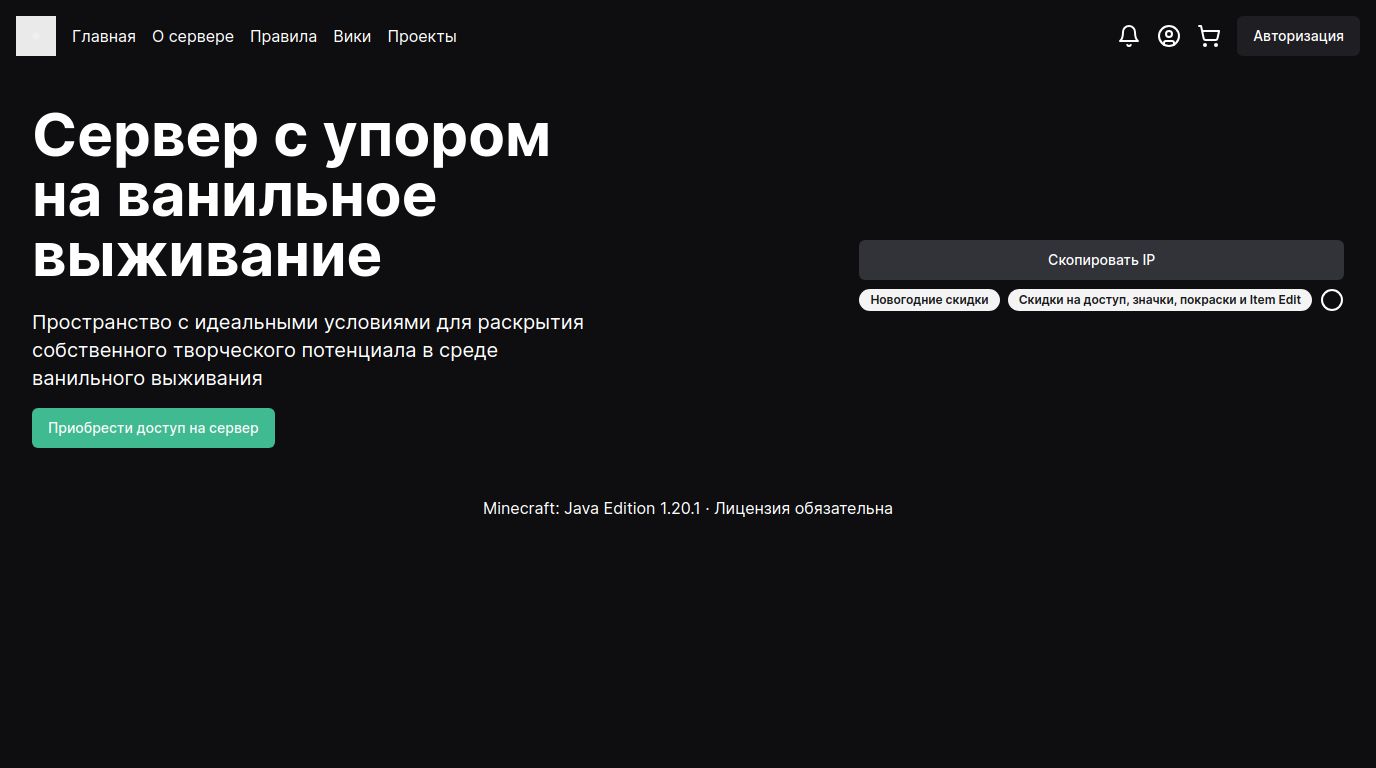 Главная О сервере Правила Вики Проекты Авторизация
Сервер с упором
на ванильное
выживание
Пространство с идеальными условиями для раскрытия
собственного творческого потенциала в среде
ванильного выживания
Приобрести доступ на сервер
Скопировать IP
Новогодние скидки Скидки на доступ, значки, покраски и Item Edit
Minecraft: Java Edition 1.20.1 · Лицензия обязательна